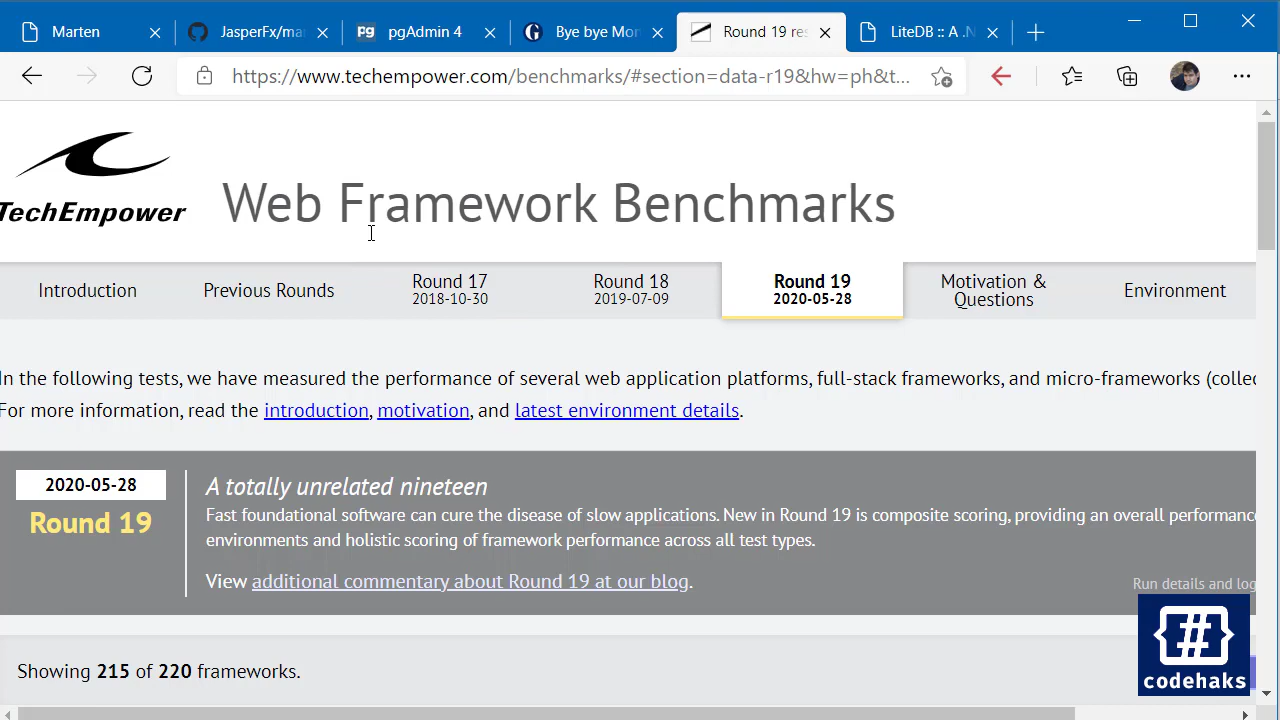 Marten
JasperFx/ma
pgAdmin 4
Bye bye Mon
Round 19 res
LiteDB :: A .N
https://www.techempower.com/benchmarks/#section=data-r19&hw=ph&t...
TechEmpower
Web Framework Benchmarks
Introduction
Previous Rounds
Round 17
2018-10-30
Round 18
2019-07-09
Round 19
2020-05-28
Motivation &
Questions
Environment
In the following tests, we have measured the performance of several web application platforms, full-stack frameworks, and micro-frameworks (collec
For more information, read the introduction, motivation, and latest environment details.
2020-05-28
Round 19
A totally unrelated nineteen
Fast foundational software can cure the disease of slow applications. New in Round 19 is composite scoring, providing an overall performance
environments and holistic scoring of framework performance across all test types.
View additional commentary about Round 19 at our blog.
Run details and log
Showing 215 of 220 frameworks.
{#}
codehaks